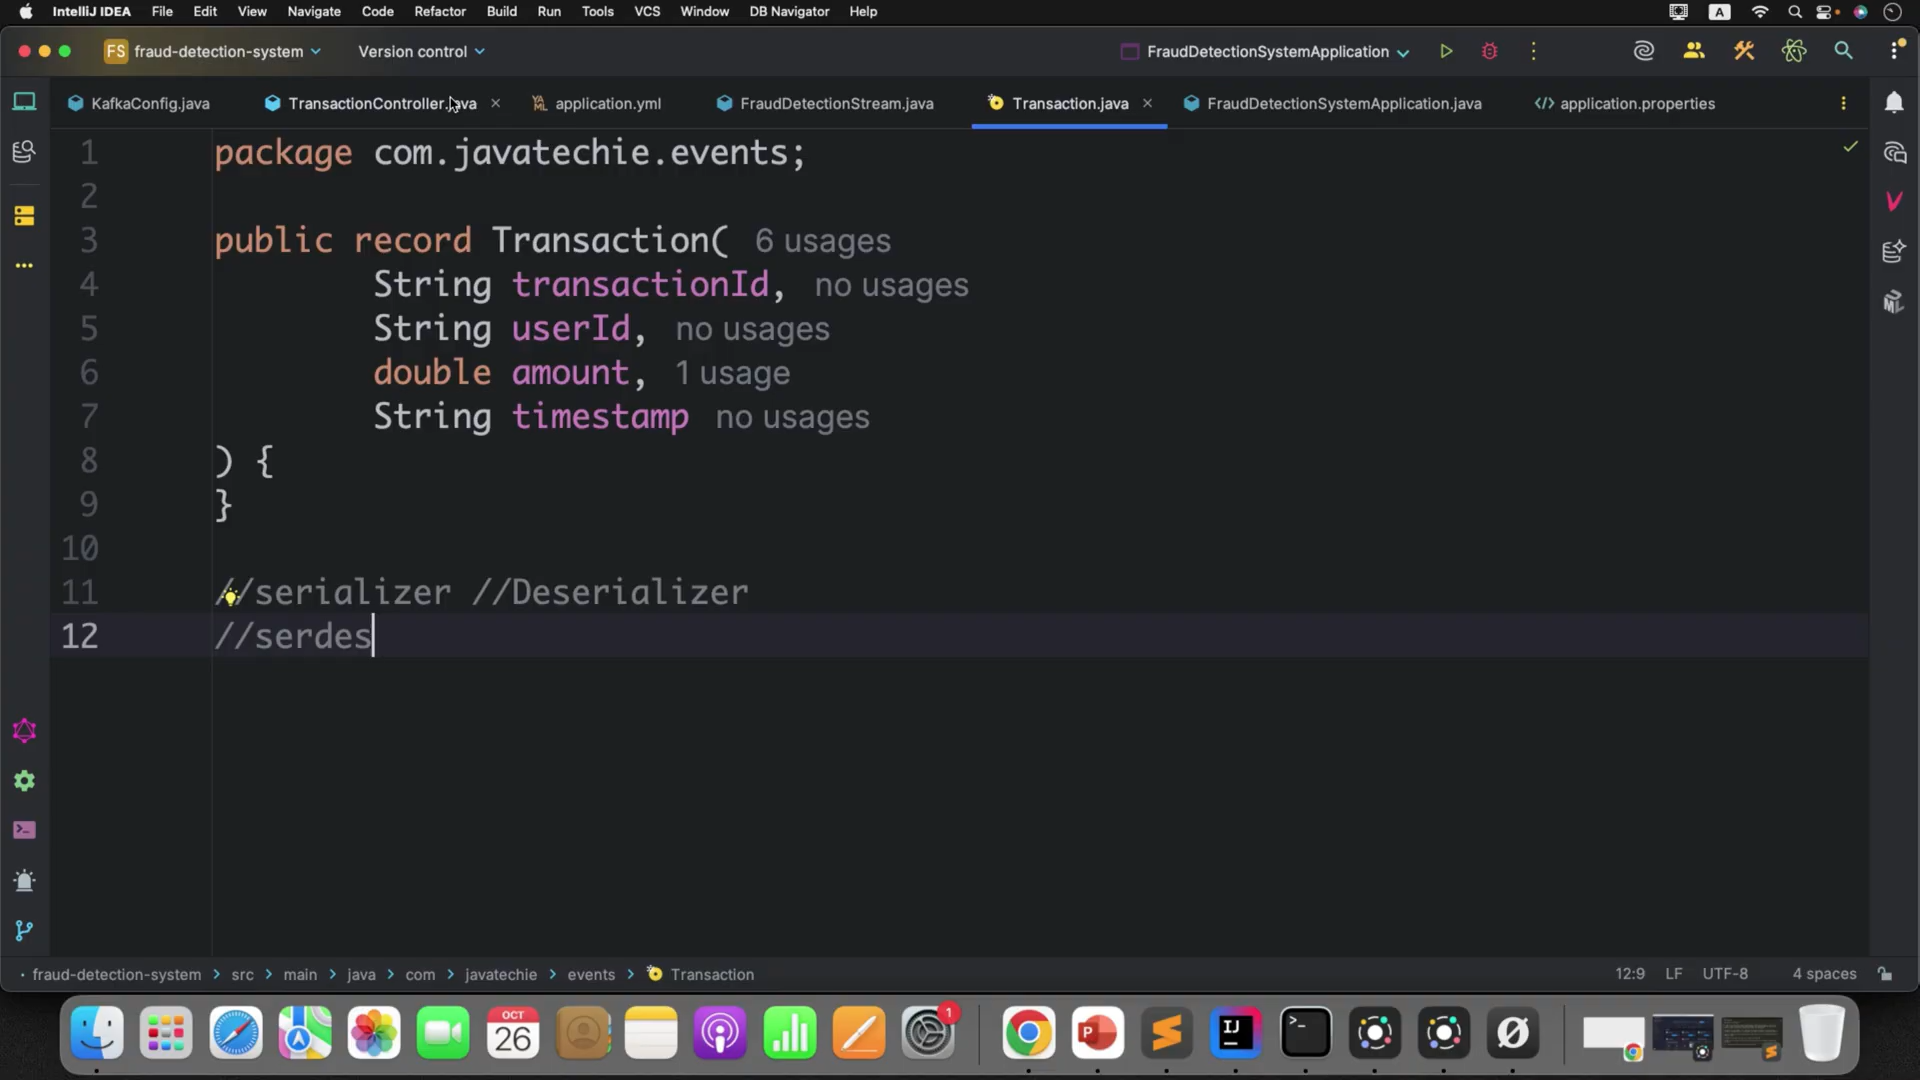 IntelliJ IDEA File Edit View Navigate Code Refactor Build Run Tools VCS Window DB Navigator Help A
FS fraud-detection-system Version control FraudDetectionSystemApplication
KafkaConfig.java TransactionController.java application.yml FraudDetectionStream.java Transaction.java FraudDetectionSystemApplication.java application.properties
1 package com.javatechie.events;
2
3 public record Transaction( 6 usages
4 String transactionId, no usages
5 String userId, no usages
6 double amount, 1 usage
7 String timestamp no usages
8 ) {
9 }
10
11 //serializer //Deserializer
12 //serdes
fraud-detection-system > src > main > java > com > javatechie > events > Transaction 12:9 LF UTF-8 4 spaces
OCT
26
1
P
IJ